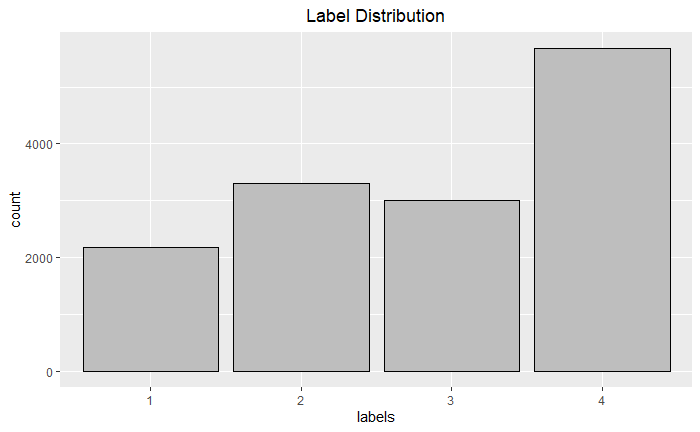 Label Distribution
4000
2000
0
count
1 2 3 4
labels